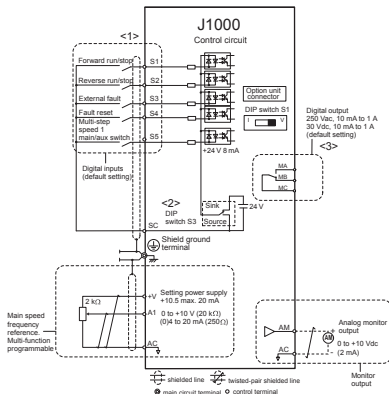 J1000
Control circuit
<1>
Forward run/stop
S1
Reverse run/stop
S2
External fault
S3
Fault reset
S4
Multi-step
speed 1
main/aux switch
S5
Digital inputs
(default setting)
+24 V 8 mA
Option unit
connector
DIP switch S1
I
V
Digital output
250 Vac, 10 mA to 1 A
30 Vdc, 10 mA to 1 A
(default setting)
<3>
MA
MB
MC
<2>
DIP
switch S3
Sink
Source
24 V
SC
Shield ground
terminal
Setting power supply
+10.5 max. 20 mA
+V
2 kΩ
A1
0 to +10 V (20 kΩ)
(0)4 to 20 mA (250Ω)
AC
Main speed
frequency
reference.
Multi-function
programmable
AM
+
Analog monitor
output
AM
0 to +10 Vdc
(2 mA)
AC
-
Monitor
output
shielded line
twisted-pair shielded line
main circuit terminal
control terminal